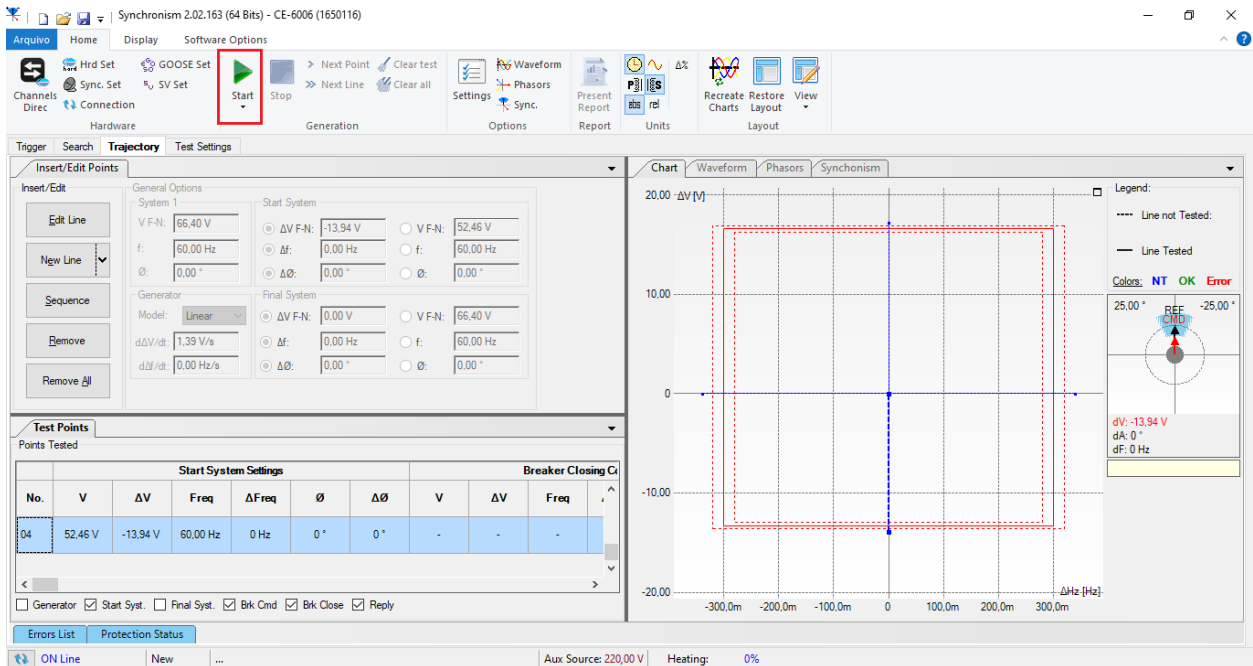 Synchronism 2.02.163 (64 Bits) - CE-6006 (1650116)
Arquivo Home Display Software Options
Channels Direc
Hrd Set
Sync. Set
Connection
GOOSE Set
SV Set
Hardware
Start
Stop
Next Point
Next Line
Clear test
Clear all
Generation
Settings
Waveform
Phasors
Sync.
Options
Present Report
Report
Δ%
abs rel
Units
Recreate Charts
Restore Layout
View
Layout
Trigger Search Trajectory Test Settings
Insert/Edit Points
Insert/Edit
Edit Line
New Line
Sequence
Remove
Remove All
General Options
System 1
V F-N: 66,40 V
f: 60,00 Hz
Ø: 0,00 °
Start System
ΔV F-N: -13,94 V V F-N: 52,46 V
Δf: 0,00 Hz f: 60,00 Hz
ΔØ: 0,00 ° Ø: 0,00 °
Generator
Model: Linear
dΔV/dt: 1,39 V/s
dΔf/dt: 0,00 Hz/s
Final System
ΔV F-N: 0,00 V V F-N: 66,40 V
Δf: 0,00 Hz f: 60,00 Hz
ΔØ: 0,00 ° Ø: 0,00 °
Test Points
Points Tested
Start System Settings Breaker Closing Co
No. V ΔV Freq ΔFreq Ø ΔØ V ΔV Freq
04 52,46 V -13,94 V 60,00 Hz 0 Hz 0 ° 0 ° - - -
Generator Start Syst. Final Syst. Brk Cmd Brk Close Reply
Chart Waveform Phasors Synchonism
20,00 ΔV [V]
10,00
0
-10,00
-20,00
ΔHz [Hz]
-300,0m -200,0m -100,0m 0 100,0m 200,0m 300,0m
Legend:
Line not Tested:
Line Tested
Colors: NT OK Error
25,00 ° REF -25,00 °
CMD
dV: -13,94 V
dA: 0 °
dF: 0 Hz
Errors List Protection Status
ON Line New ... Aux Source: 220,00 V Heating: 0%